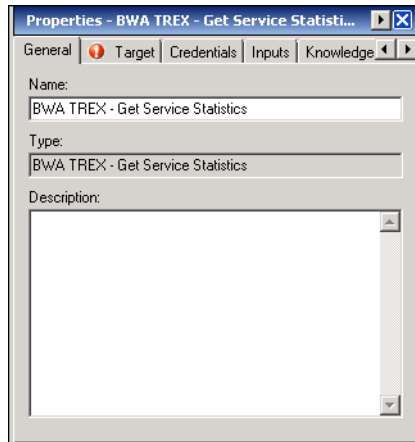 Properties - BWA TREX - Get Service Statisti...
General Target Credentials Inputs Knowledge
Name:
BWA TREX - Get Service Statistics
Type:
BWA TREX - Get Service Statistics
Description: